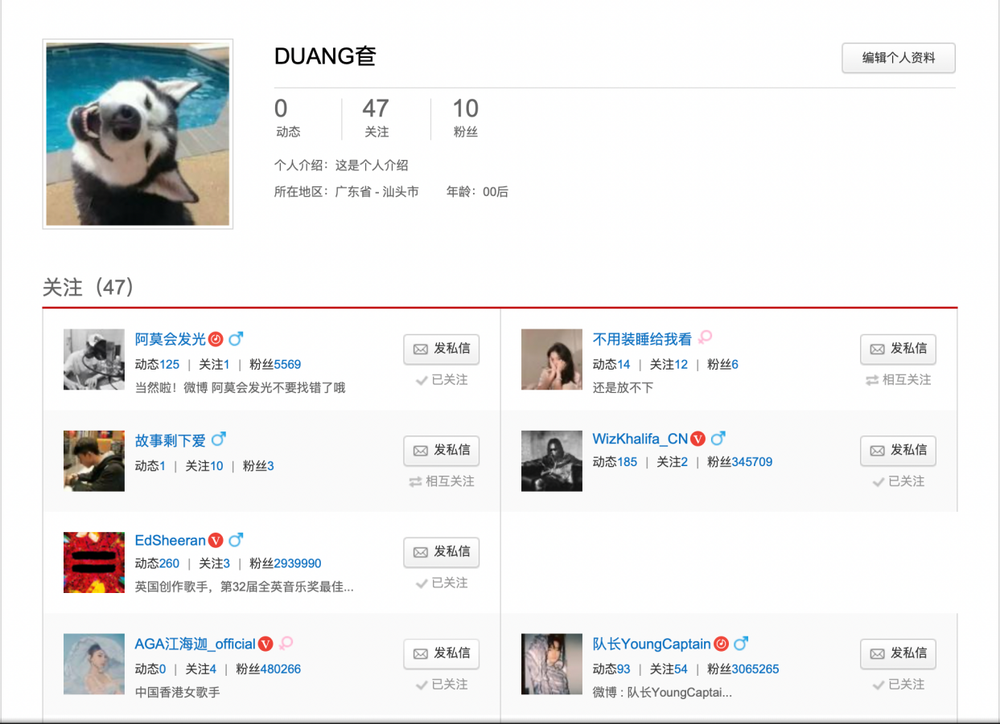 DUANG奆
编辑个人资料
0
47
10
动态
关注
粉丝
个人介绍：这是个人介绍
所在地区：广东省 - 汕头市 年龄：00后
关注（47）
阿莫会发光
发私信
动态125 | 关注1 | 粉丝5569
已关注
当然啦！微博 阿莫会发光不要找错了哦
不用装睡给我看
发私信
动态14 | 关注12 | 粉丝6
相互关注
还是放不下
故事剩下爱
发私信
动态1 | 关注10 | 粉丝3
相互关注
WizKhalifa_CN V
发私信
动态185 | 关注2 | 粉丝345709
已关注
EdSheeran V
发私信
动态260 | 关注3 | 粉丝2939990
已关注
英国创作歌手，第32届全英音乐奖最佳...
AGA江海迦_official V
发私信
动态0 | 关注4 | 粉丝480266
已关注
中国香港女歌手
队长YoungCaptain
发私信
动态93 | 关注54 | 粉丝3065265
已关注
微博 : 队长YoungCaptai...